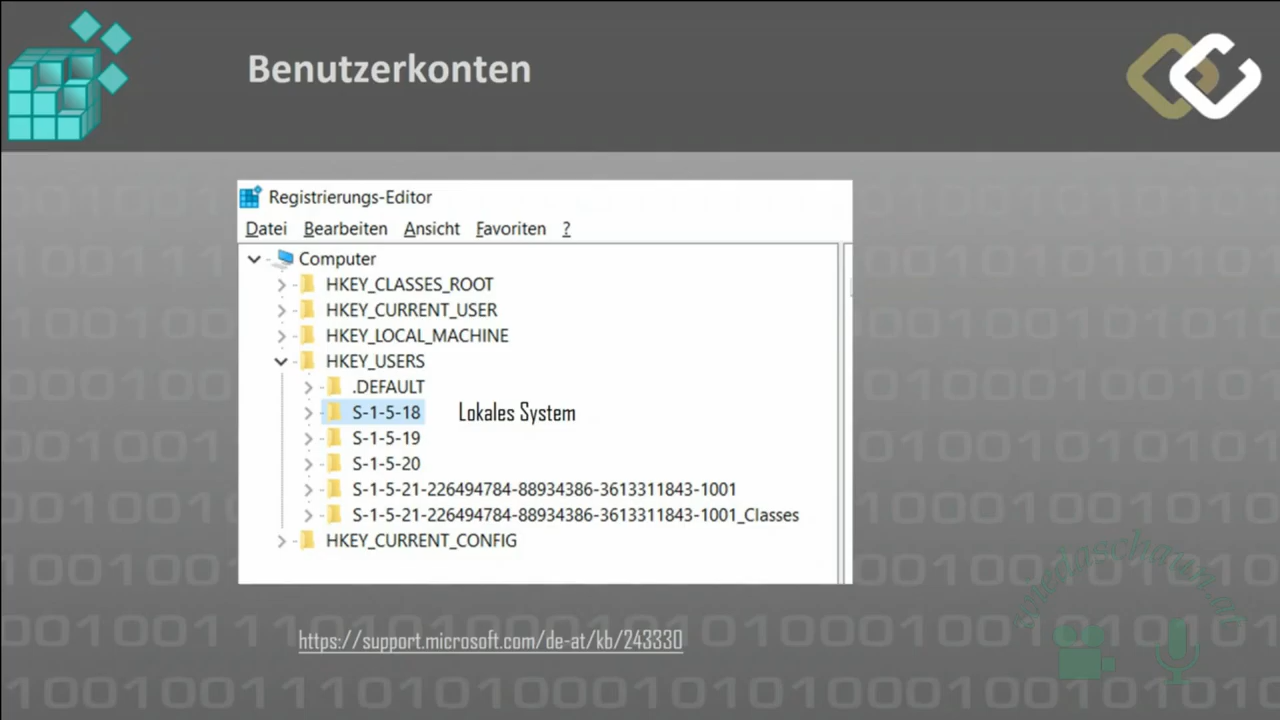 Benutzerkonten
Registrierungs-Editor
Datei Bearbeiten Ansicht Favoriten ?
Computer
HKEY_CLASSES_ROOT
HKEY_CURRENT_USER
HKEY_LOCAL_MACHINE
HKEY_USERS
.DEFAULT
S-1-5-18 Lokales System
S-1-5-19
S-1-5-20
S-1-5-21-226494784-88934386-3613311843-1001
S-1-5-21-226494784-88934386-3613311843-1001_Classes
HKEY_CURRENT_CONFIG
https://support.microsoft.com/de-at/kb/243330